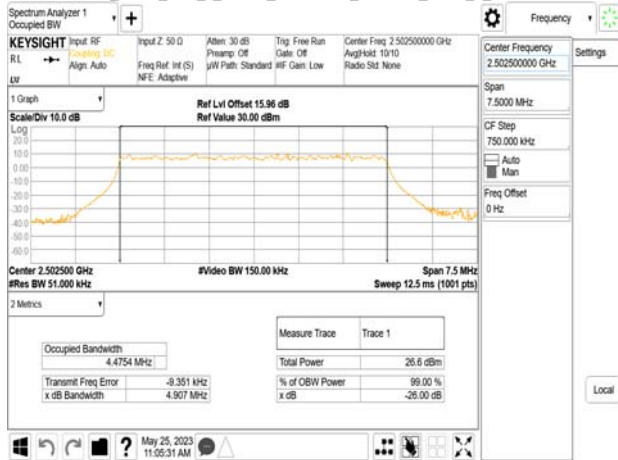 Spectrum Analyzer 1
Occupied BW
Frequency
KEYSIGHT
RL
Input: RF
Coupling: DC
Align: Auto
Input Z: 50 Ω
Freq Ref: Int (S)
NFE: Adaptive
Atten: 30 dB
Preamp: Off
µW Path: Standard
Trig: Free Run
Gate: Off
#IF Gain: Low
Center Freq: 2.502500000 GHz
Avg|Hold: 10/10
Radio Std: None
Center Frequency
2.502500000 GHz
Settings
Span
7.5000 MHz
CF Step
750.000 kHz
Auto
Man
Freq Offset
0 Hz
Local
1 Graph
Scale/Div 10.0 dB
Ref Lvl Offset 15.96 dB
Ref Value 30.00 dBm
Log
20.0
10.0
0.00
-10.0
-20.0
-30.0
-40.0
-50.0
-60.0
Center 2.502500 GHz
#Res BW 51.000 kHz
#Video BW 150.00 kHz
Span 7.5 MHz
Sweep 12.5 ms (1001 pts)
2 Metrics
Measure Trace Trace 1
Occupied Bandwidth
4.4754 MHz
Total Power 26.6 dBm
Transmit Freq Error -9.351 kHz
% of OBW Power 99.00 %
x dB Bandwidth 4.907 MHz
x dB -26.00 dB
?
May 25, 2023
11:05:31 AM